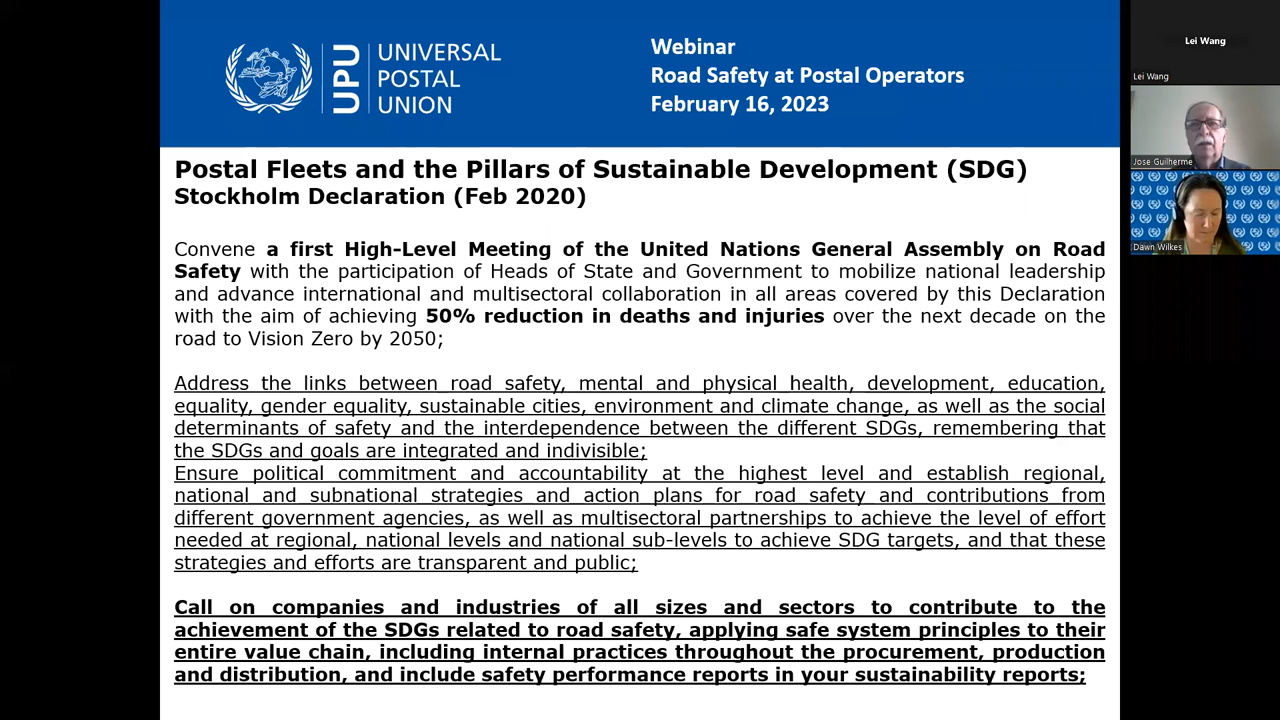 UPU
UNIVERSAL
POSTAL
UNION
Webinar
Road Safety at Postal Operators
February 16, 2023
Postal Fleets and the Pillars of Sustainable Development (SDG)
Stockholm Declaration (Feb 2020)
Convene a first High-Level Meeting of the United Nations General Assembly on Road
Safety with the participation of Heads of State and Government to mobilize national leadership
and advance international and multisectoral collaboration in all areas covered by this Declaration
with the aim of achieving 50% reduction in deaths and injuries over the next decade on the
road to Vision Zero by 2050;
Address the links between road safety, mental and physical health, development, education,
equality, gender equality, sustainable cities, environment and climate change, as well as the social
determinants of safety and the interdependence between the different SDGs, remembering that
the SDGs and goals are integrated and indivisible;
Ensure political commitment and accountability at the highest level and establish regional,
national and subnational strategies and action plans for road safety and contributions from
different government agencies, as well as multisectoral partnerships to achieve the level of effort
needed at regional, national levels and national sub-levels to achieve SDG targets, and that these
strategies and efforts are transparent and public;
Call on companies and industries of all sizes and sectors to contribute to the
achievement of the SDGs related to road safety, applying safe system principles to their
entire value chain, including internal practices throughout the procurement, production
and distribution, and include safety performance reports in your sustainability reports;
Lei Wang
Lei Wang
Jose Guilherme
Dawn Wilkes